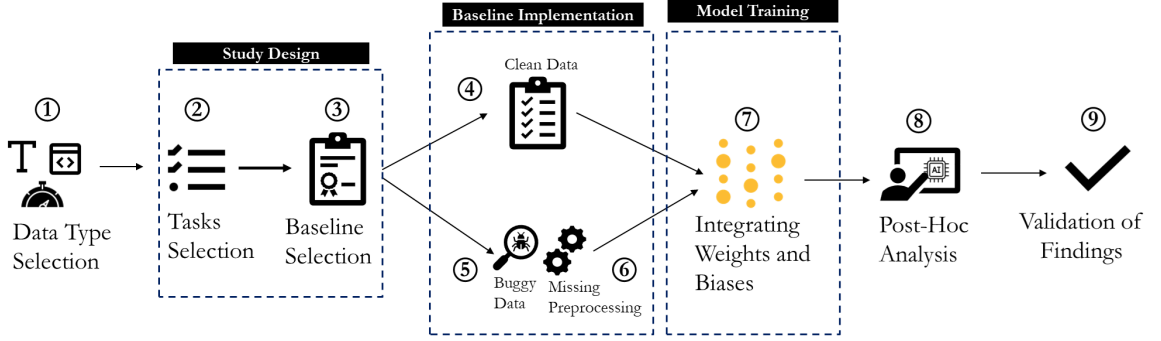 Baseline Implementation
Model Training
Study Design
Clean Data
①
②
③
④
⑦
⑧
⑨
T
AI
Data Type
Selection
Tasks
Selection
Baseline
Selection
⑤
Buggy
Data
Missing
Preprocessing
⑥
Integrating
Weights and
Biases
Post-Hoc
Analysis
Validation of
Findings